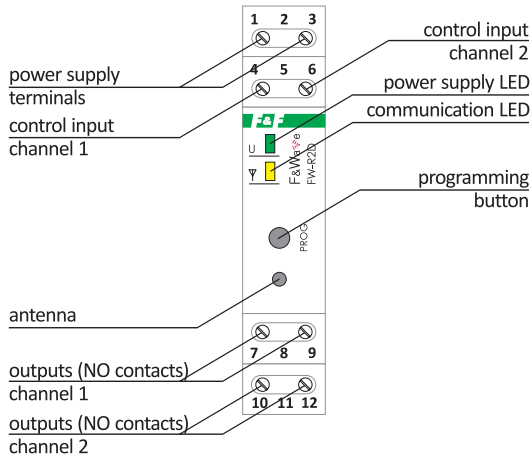 1 2 3
control input
channel 2
power supply
terminals
4 5 6
power supply LED
control input
channel 1
communication LED
F&F
U
F&Wave
FW-R2D
programming
button
PROG
antenna
7 8 9
outputs (NO contacts)
channel 1
10 11 12
outputs (NO contacts)
channel 2